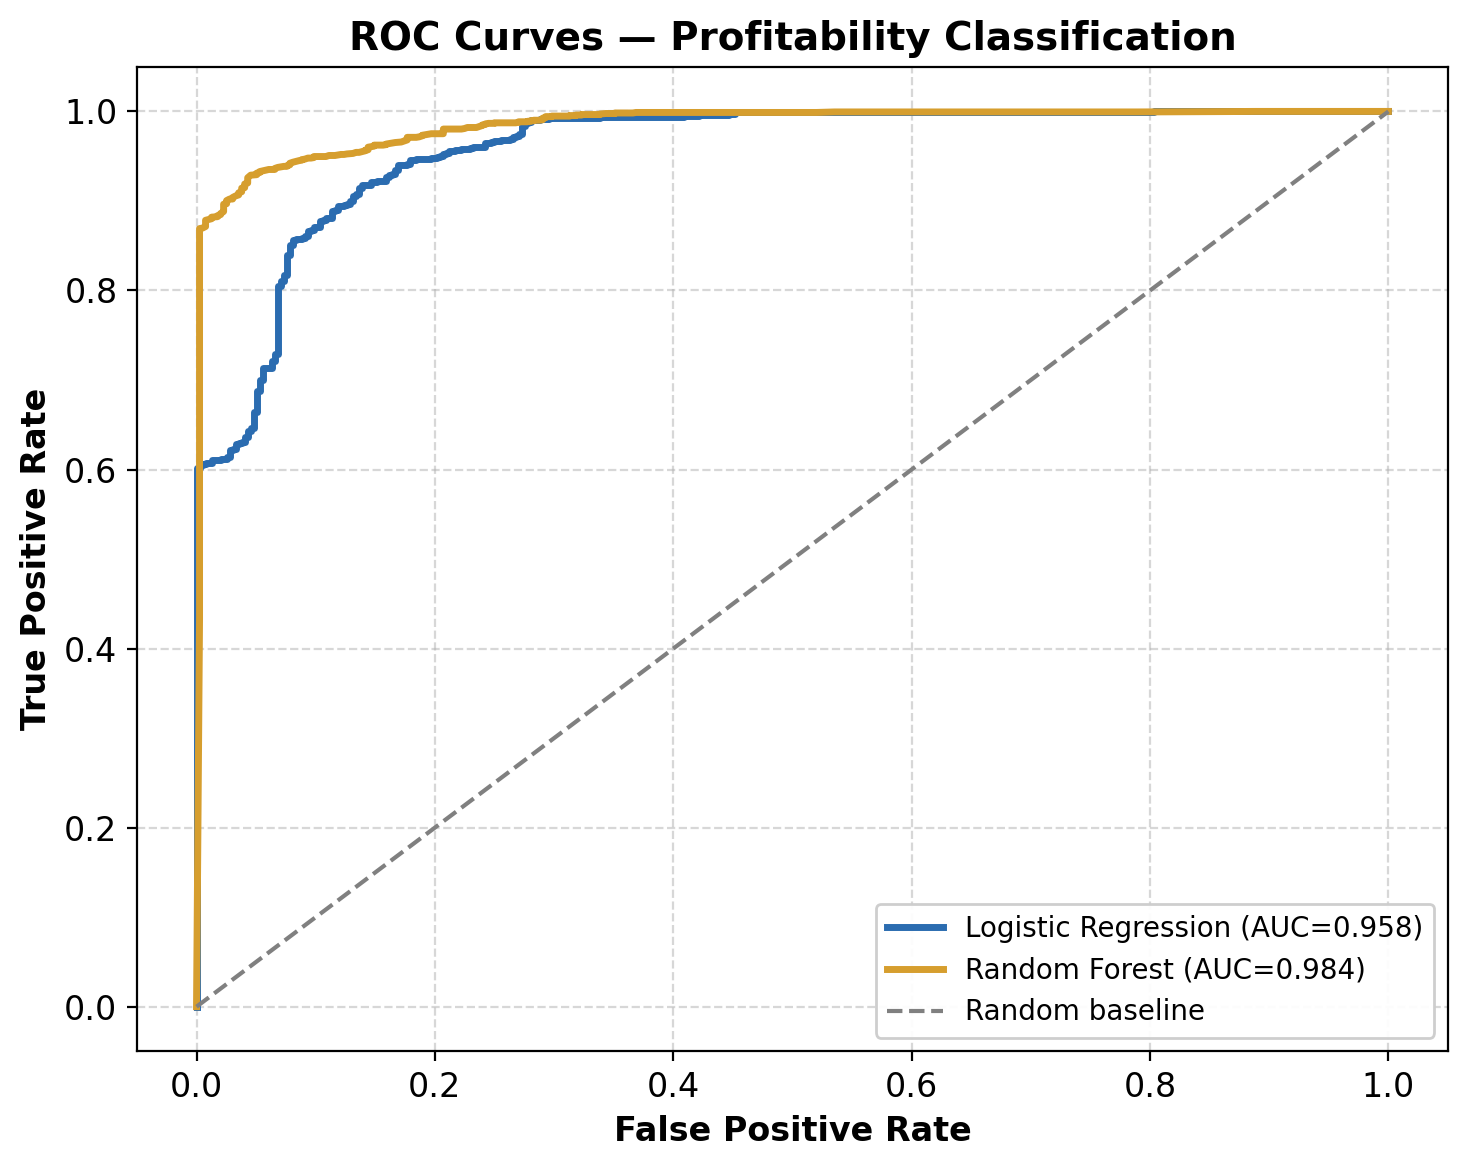 ROC Curves — Profitability Classification
1.0
0.8
0.6
0.4
0.2
0.0
True Positive Rate
Logistic Regression (AUC=0.958)
Random Forest (AUC=0.984)
Random baseline
0.0 0.2 0.4 0.6 0.8 1.0
False Positive Rate